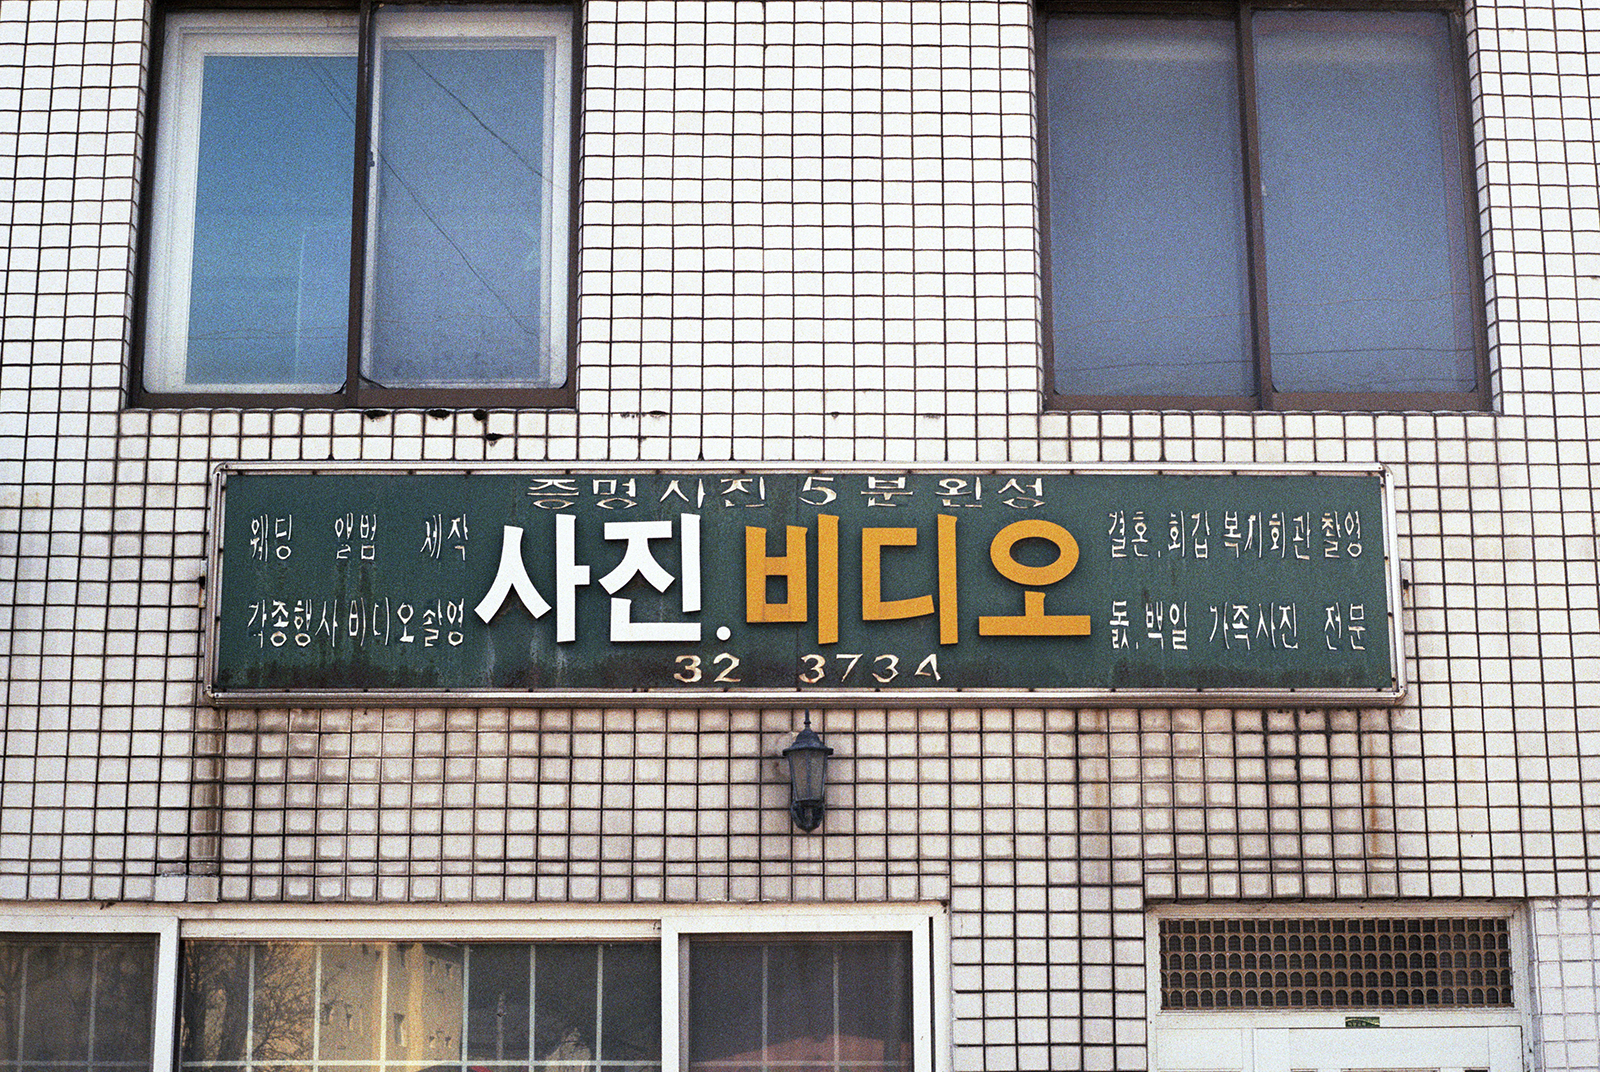 증명사진 5분 완성
웨딩 앨범 제작
각종행사 비디오촬영
사진.비디오
결혼.회갑 복지회관 촬영
돐.백일 가족사진 전문
32 3734